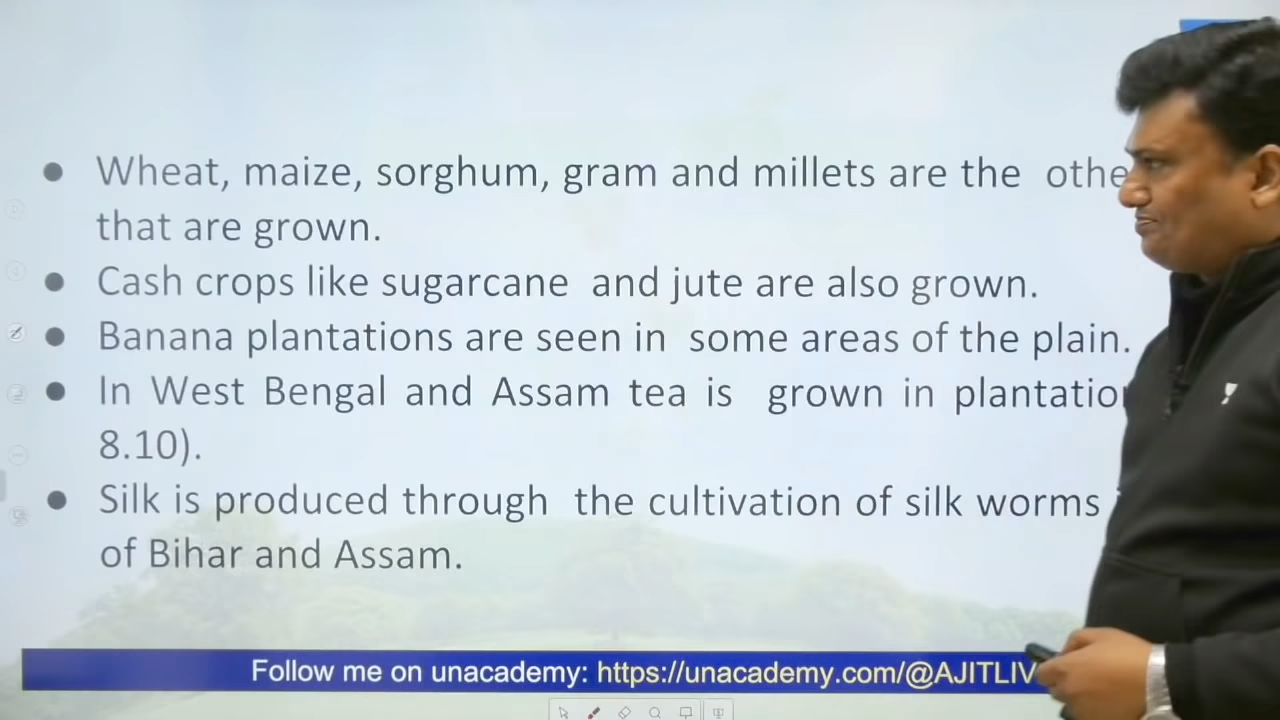 ● Wheat, maize, sorghum, gram and millets are the othe
that are grown.
● Cash crops like sugarcane and jute are also grown.
● Banana plantations are seen in some areas of the plain.
● In West Bengal and Assam tea is grown in plantatio
8.10).
● Silk is produced through the cultivation of silk worms
of Bihar and Assam.
Follow me on unacademy: https://unacademy.com/@AJITLIV